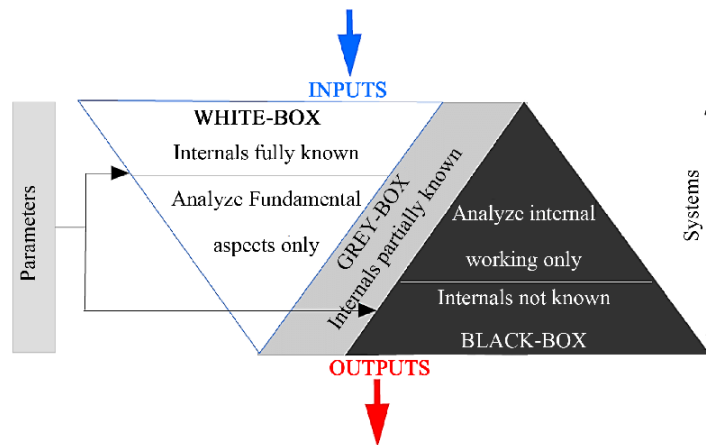 INPUTS
WHITE-BOX
Internals fully known
Analyze Fundamental
aspects only
Parameters
GREY-BOX
Internals partially known
Analyze internal
working only
Internals not known
BLACK-BOX
Systems
OUTPUTS